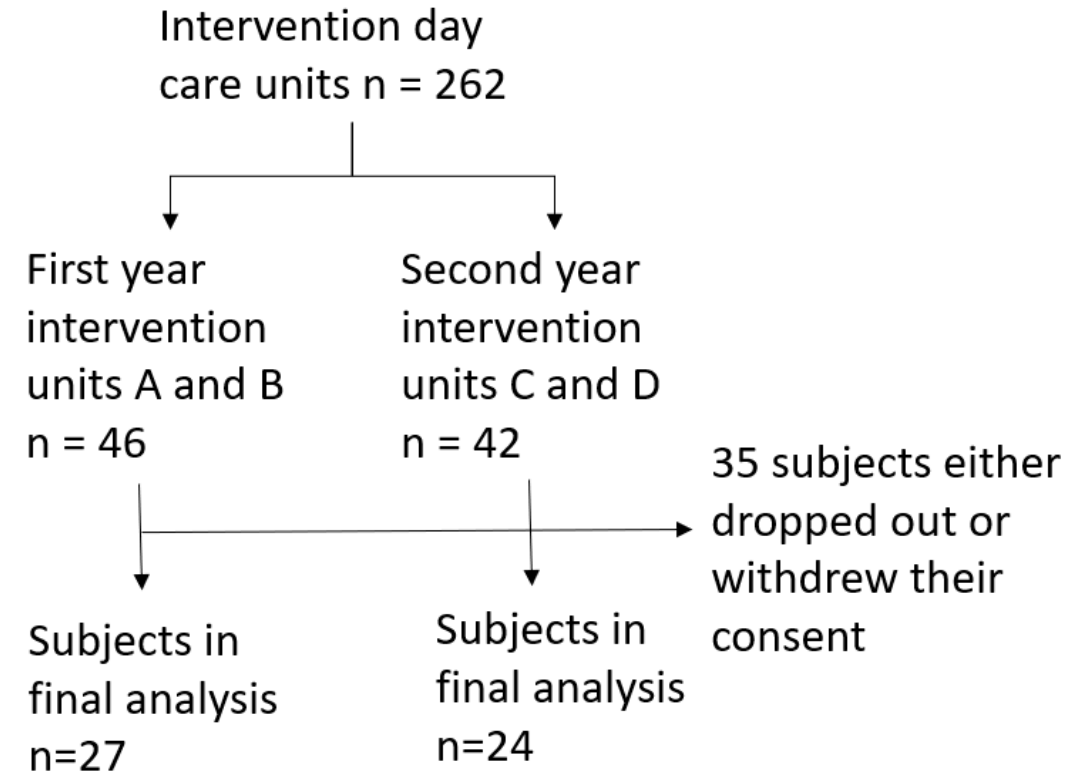 Intervention day
care units n = 262
First year
intervention
units A and B
n = 46
Second year
intervention
units C and D
n = 42
35 subjects either
dropped out or
withdrew their
consent
Subjects in
final analysis
n=27
Subjects in
final analysis
n=24